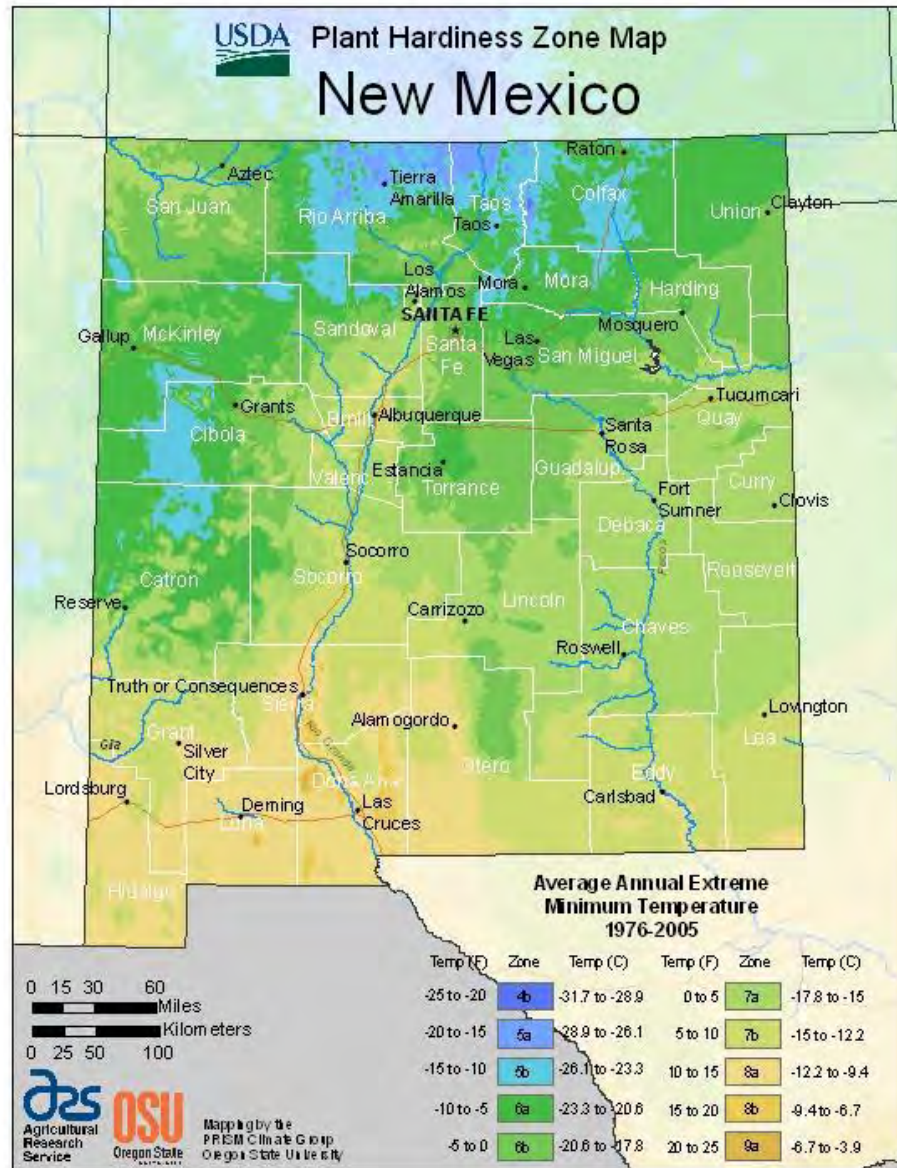 USDA
Plant Hardiness Zone Map
New Mexico
Raton
Aztec
Tierra
Amarilla
San Juan
Rio Arriba
Taos
Taos
Colfax
Union
Clayton
Los
Alamos
Mora
Mora
Harding
SANTA FE
McKinley
Sandoval
Santa
Fe
Las
Vegas
San Miguel
Mosquero
Gallup
Grants
Albuquerque
Tucumcari
Quay
Cibola
Santa
Rosa
Estancia
Torrance
Guadalup
Curry
Fort
Sumner
Clovis
Debaca
Socorro
Socorro
Roosevelt
Catron
Lincoln
Pecos
Reserve
Carrizozo
Chaves
Roswell
Truth or Consequences
Sierra
Alamogordo
Lovington
Lea
Grant
Gila
Silver
City
Rio Grande
Otero
Dona Ana
Eddy
Lordsburg
Deming
Las
Cruces
Carlsbad
Luna
Hidalgo
Average Annual Extreme
Minimum Temperature
1976-2005
Temp (F) Zone Temp (C) Temp (F) Zone Temp (C)
-25 to -20 4b -31.7 to -28.9 0 to 5 7a -17.8 to -15
-20 to -15 5a -28.9 to -26.1 5 to 10 7b -15 to -12.2
-15 to -10 5b -26.1 to -23.3 10 to 15 8a -12.2 to -9.4
-10 to -5 6a -23.3 to -20.6 15 to 20 8b -9.4 to -6.7
-5 to 0 6b -20.6 to -17.8 20 to 25 9a -6.7 to -3.9
0 15 30 60
Miles
Kilometers
0 25 50 100
ars
Agricultural
Research
Service
OSU
Oregon State
Mapping by the
PRISM Climate Group
Oregon State University